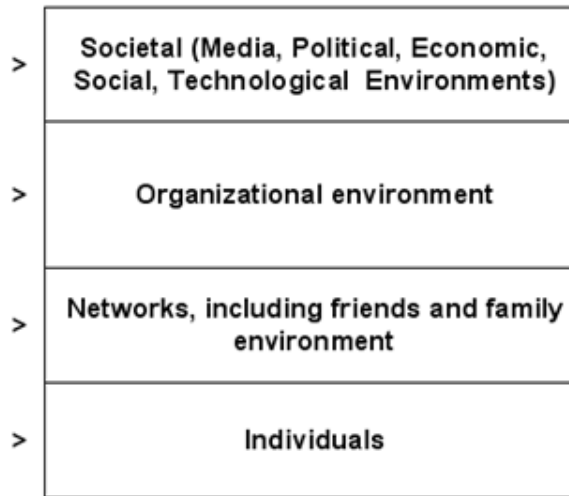 > Societal (Media, Political, Economic,
Social, Technological Environments)
> Organizational environment
> Networks, including friends and family
environment
> Individuals